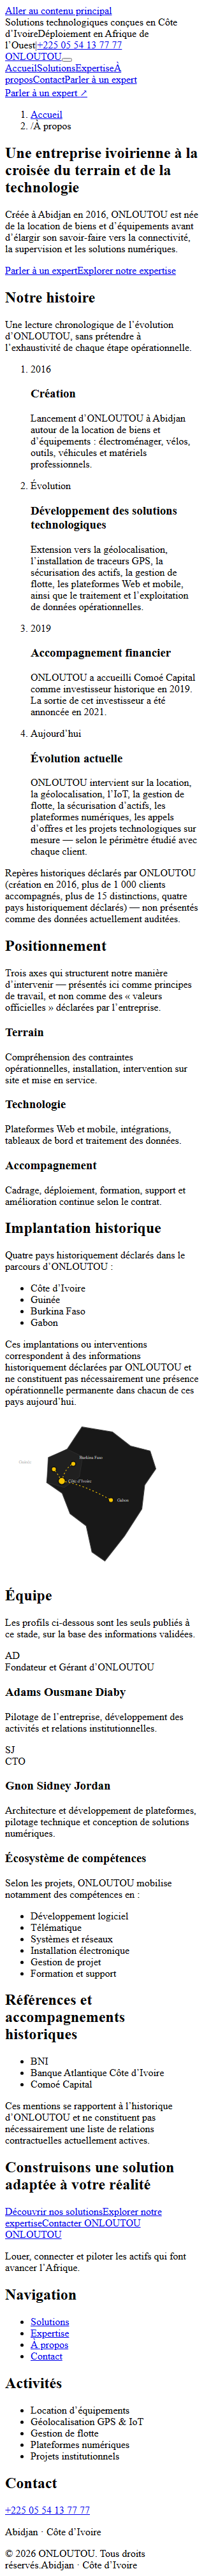 Aller au contenu principal
Solutions technologiques conçues en Côte
d’IvoireDéploiement en Afrique de
l’Ouest|+225 05 54 13 77 77
ONLOUTOU
AccueilSolutionsExpertiseÀ
proposContactParler à un expert
Parler à un expert ↗
1. Accueil
2. /À propos
Une entreprise ivoirienne à la
croisée du terrain et de la
technologie
Créée à Abidjan en 2016, ONLOUTOU est née
de la location de biens et d’équipements avant
d’élargir son savoir-faire vers la connectivité,
la supervision et les solutions numériques.
Parler à un expertExplorer notre expertise
Notre histoire
Une lecture chronologique de l’évolution
d’ONLOUTOU, sans prétendre à
l’exhaustivité de chaque étape opérationnelle.
1. 2016
Création
Lancement d’ONLOUTOU à Abidjan
autour de la location de biens et
d’équipements : électroménager, vélos,
outils, véhicules et matériels
professionnels.
2. Évolution
Développement des solutions
technologiques
Extension vers la géolocalisation,
l’installation de traceurs GPS, la
sécurisation des actifs, la gestion de
flotte, les plateformes Web et mobile,
ainsi que le traitement et l’exploitation
de données opérationnelles.
3. 2019
Accompagnement financier
ONLOUTOU a accueilli Comoé Capital
comme investisseur historique en 2019.
La sortie de cet investisseur a été
annoncée en 2021.
4. Aujourd’hui
Évolution actuelle
ONLOUTOU intervient sur la location,
la géolocalisation, l’IoT, la gestion de
flotte, la sécurisation d’actifs, les
plateformes numériques, les appels
d’offres et les projets technologiques sur
mesure — selon le périmètre étudié avec
chaque client.
Repères historiques déclarés par ONLOUTOU
(création en 2016, plus de 1 000 clients
accompagnés, plus de 15 distinctions, quatre
pays historiquement déclarés) — non présentés
comme des données actuellement auditées.
Positionnement
Trois axes qui structurent notre manière
d’intervenir — présentés ici comme principes
de travail, et non comme des « valeurs
officielles » déclarées par l’entreprise.
Terrain
Compréhension des contraintes
opérationnelles, installation, intervention sur
site et mise en service.
Technologie
Plateformes Web et mobile, intégrations,
tableaux de bord et traitement des données.
Accompagnement
Cadrage, déploiement, formation, support et
amélioration continue selon le contrat.
Implantation historique
Quatre pays historiquement déclarés dans le
parcours d’ONLOUTOU :
Côte d’Ivoire
Guinée
Burkina Faso
Gabon
Ces implantations ou interventions
correspondent à des informations
historiquement déclarées par ONLOUTOU et
ne constituent pas nécessairement une présence
opérationnelle permanente dans chacun de ces
pays aujourd’hui.
Burkina Faso
Guinée
Côte d’Ivoire
Gabon
Équipe
Les profils ci-dessous sont les seuls publiés à
ce stade, sur la base des informations validées.
AD
Fondateur et Gérant d’ONLOUTOU
Adams Ousmane Diaby
Pilotage de l’entreprise, développement des
activités et relations institutionnelles.
SJ
CTO
Gnon Sidney Jordan
Architecture et développement de plateformes,
pilotage technique et conception de solutions
numériques.
Écosystème de compétences
Selon les projets, ONLOUTOU mobilise
notamment des compétences en :
Développement logiciel
Télématique
Systèmes et réseaux
Installation électronique
Gestion de projet
Formation et support
Références et
accompagnements
historiques
BNI
Banque Atlantique Côte d’Ivoire
Comoé Capital
Ces mentions se rapportent à l’historique
d’ONLOUTOU et ne constituent pas
nécessairement une liste de relations
contractuelles actuellement actives.
Construisons une solution
adaptée à votre réalité
Découvrir nos solutionsExplorer notre
expertiseContacter ONLOUTOU
ONLOUTOU
Louer, connecter et piloter les actifs qui font
avancer l’Afrique.
Navigation
Solutions
Expertise
À propos
Contact
Activités
Location d’équipements
Géolocalisation GPS & IoT
Gestion de flotte
Plateformes numériques
Projets institutionnels
Contact
+225 05 54 13 77 77
Abidjan · Côte d’Ivoire
© 2026 ONLOUTOU. Tous droits
réservés.Abidjan · Côte d’Ivoire